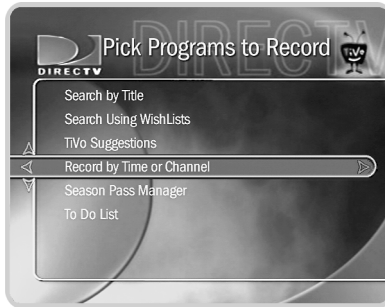 Pick Programs to Record
DIRECTV
TiVo
Search by Title
Search Using WishLists
TiVo Suggestions
Record by Time or Channel
Season Pass Manager
To Do List